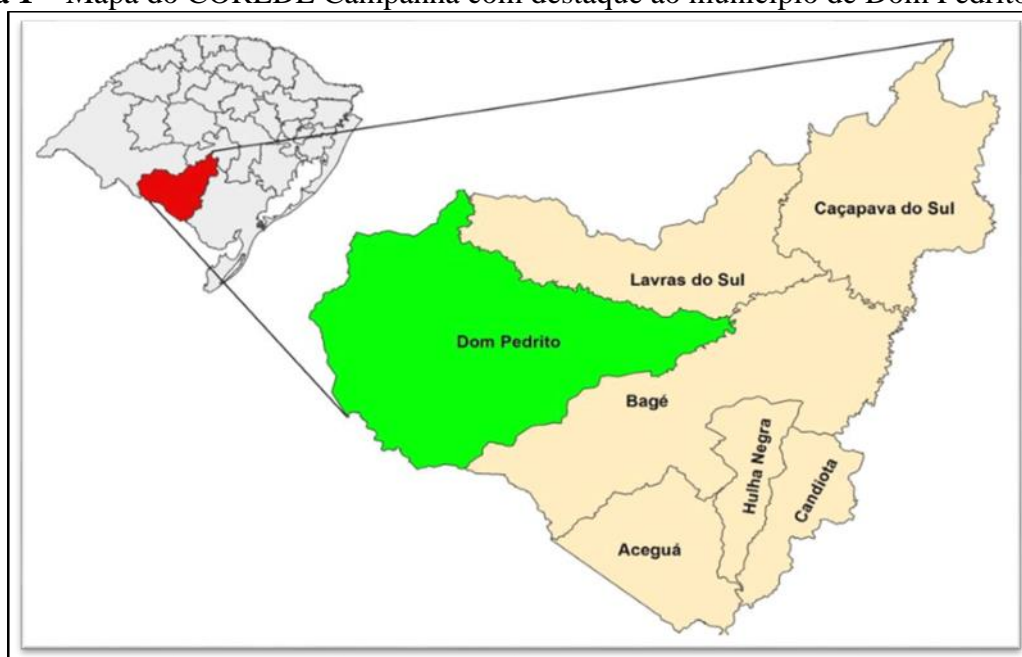 a 1 – Mapa do COREDE Campanha com destaque ao município de Dom Pedrito
Caçapava do Sul
Lavras do Sul
Dom Pedrito
Bagé
Hulha Negra
Candiota
Aceguá